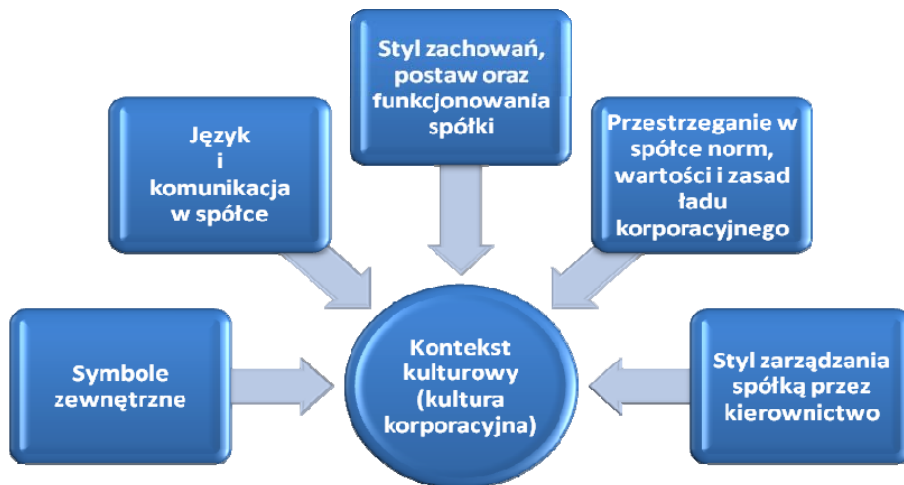 Styl zachowań,
postaw oraz
funkcjonowania
spółki
Język
i
komunikacja
w spółce
Przestrzeganie w
spółce norm,
wartości i zasad
ładu
korporacyjnego
Symbole
zewnętrzne
Kontekst
kulturowy
(kultura
korporacyjna)
Styl zarządzania
spółką przez
kierownictwo